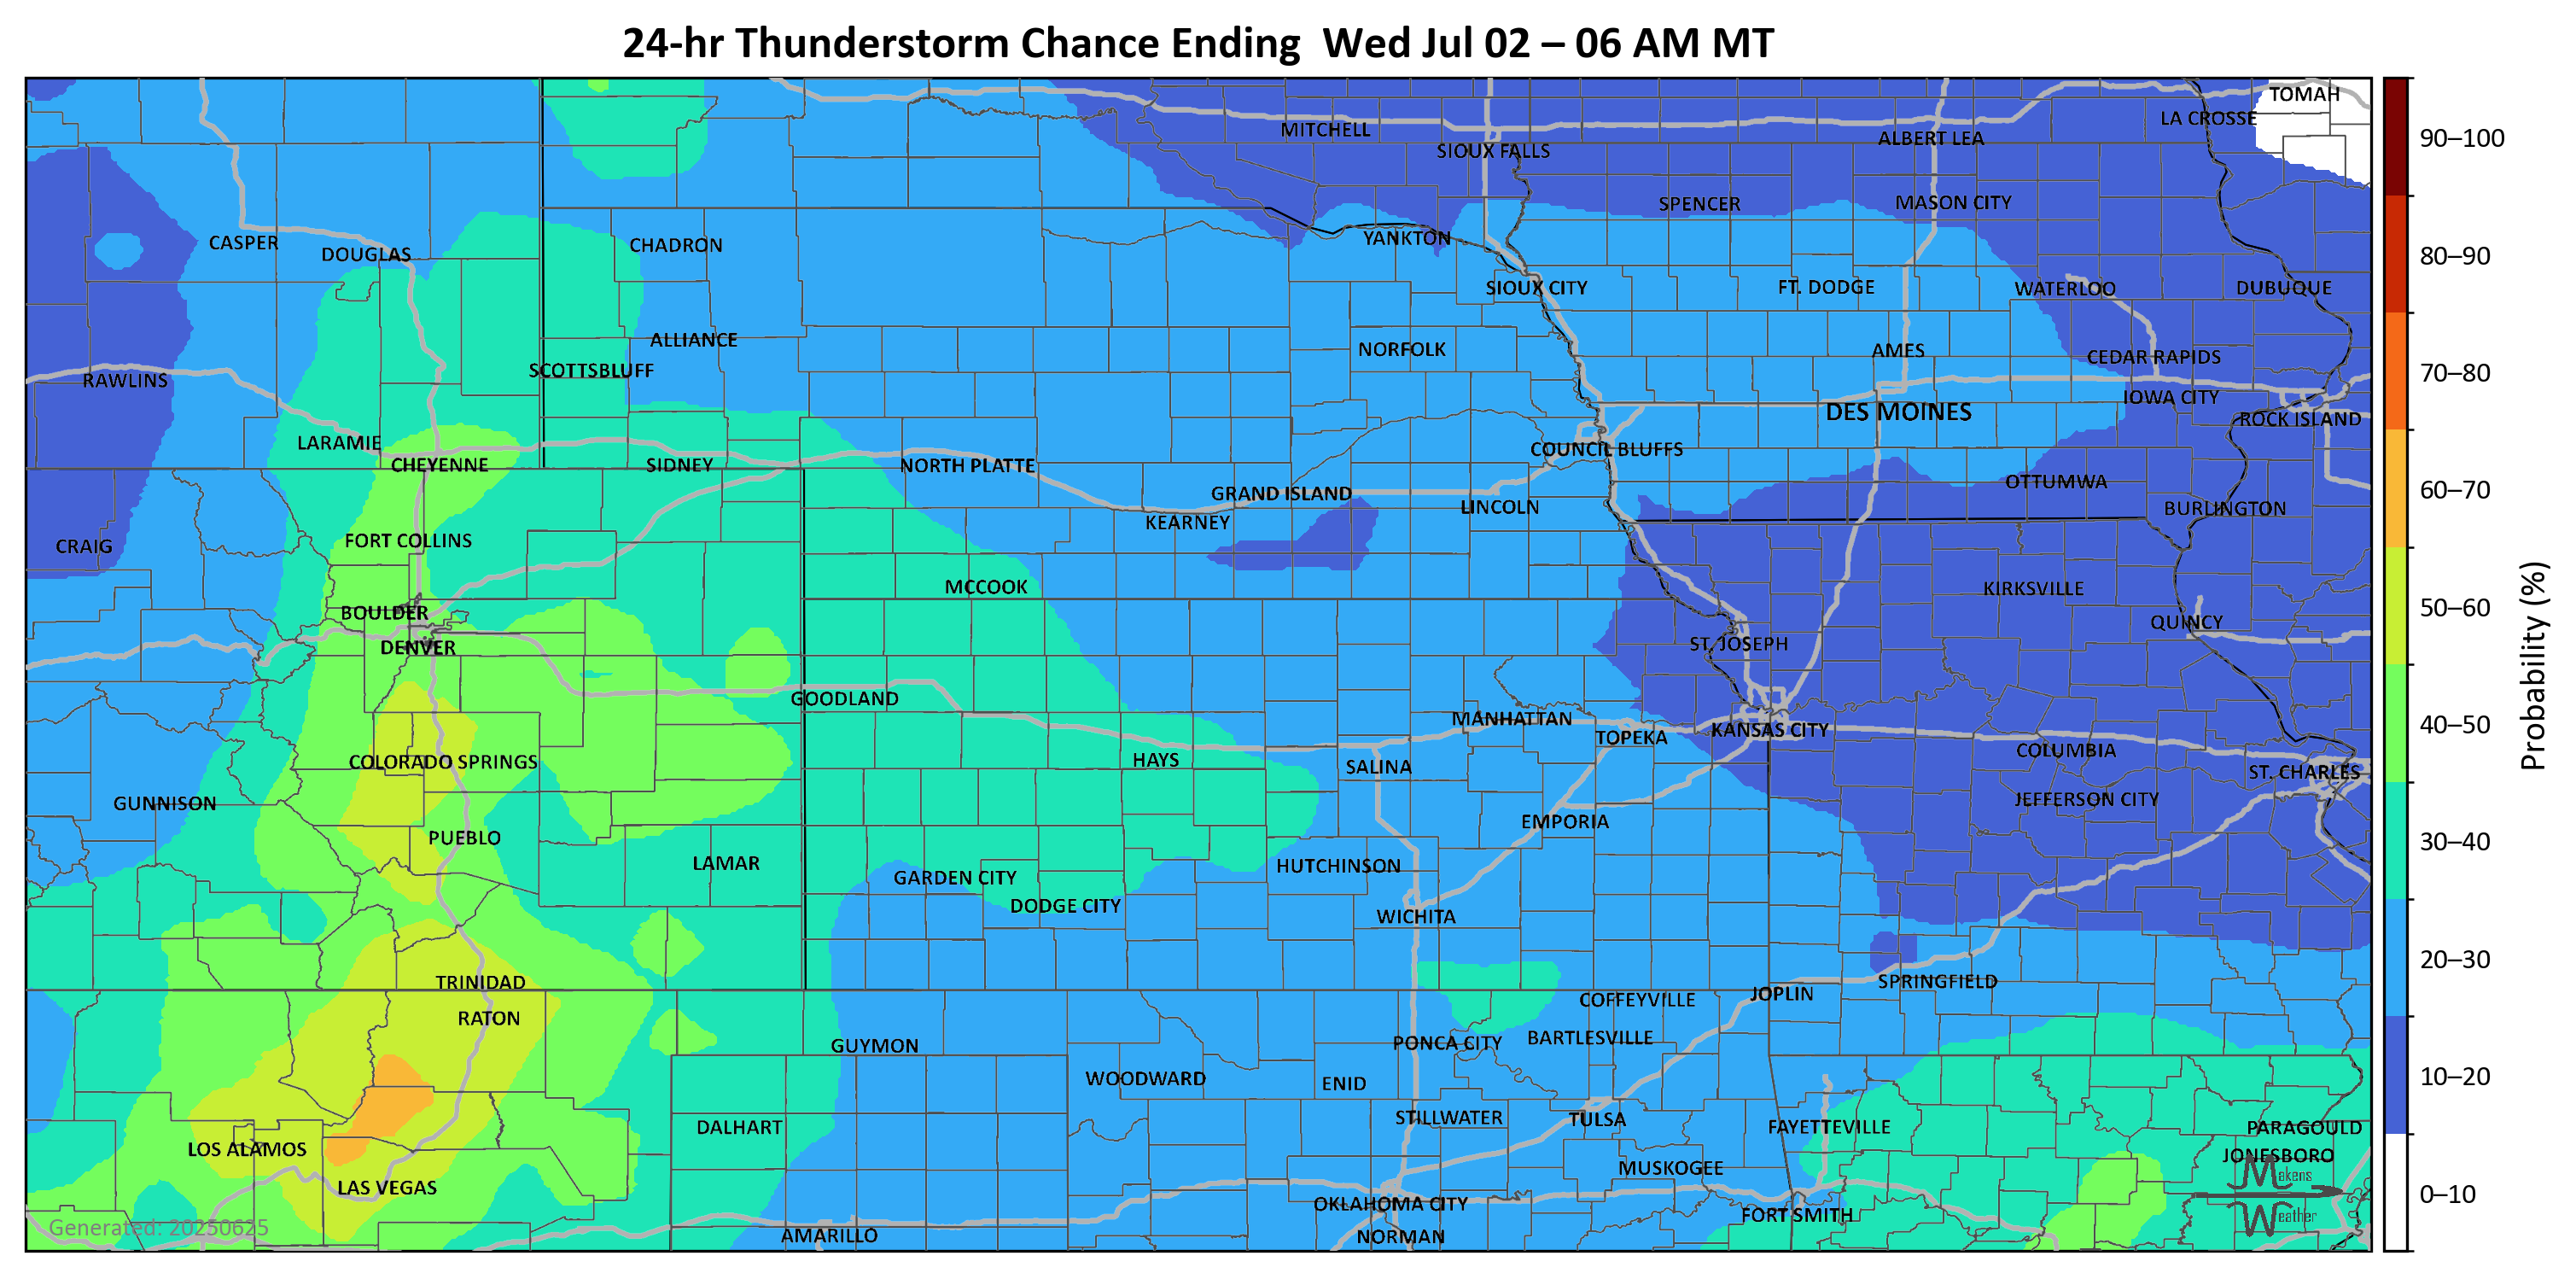 24-hr Thunderstorm Chance Ending  Wed Jul 02 – 06 AM MT
TOMAH
LA CROSSE
MITCHELL
ALBERT LEA
SIOUX FALLS
SPENCER
MASON CITY
CASPER
DOUGLAS
CHADRON
YANKTON
SIOUX CITY
FT. DODGE
WATERLOO
DUBUQUE
ALLIANCE
NORFOLK
AMES
CEDAR RAPIDS
RAWLINS
SCOTTSBLUFF
IOWA CITY
DES MOINES
ROCK ISLAND
LARAMIE
CHEYENNE
SIDNEY
NORTH PLATTE
COUNCIL BLUFFS
GRAND ISLAND
LINCOLN
OTTUMWA
BURLINGTON
KEARNEY
CRAIG
FORT COLLINS
MCCOOK
KIRKSVILLE
BOULDER
QUINCY
DENVER
ST. JOSEPH
GOODLAND
MANHATTAN
TOPEKA
KANSAS CITY
COLORADO SPRINGS
HAYS
SALINA
COLUMBIA
ST. CHARLES
GUNNISON
JEFFERSON CITY
PUEBLO
EMPORIA
LAMAR
GARDEN CITY
HUTCHINSON
DODGE CITY
WICHITA
TRINIDAD
SPRINGFIELD
RATON
COFFEYVILLE
JOPLIN
GUYMON
PONCA CITY
BARTLESVILLE
WOODWARD
ENID
DALHART
STILLWATER
TULSA
FAYETTEVILLE
PARAGOULD
LOS ALAMOS
JONESBORO
MUSKOGEE
LAS VEGAS
OKLAHOMA CITY
FORT SMITH
AMARILLO
NORMAN
Generated: 20250625
Makens
Weather
90–100
80–90
70–80
60–70
50–60
40–50
30–40
20–30
10–20
0–10
Probability (%)